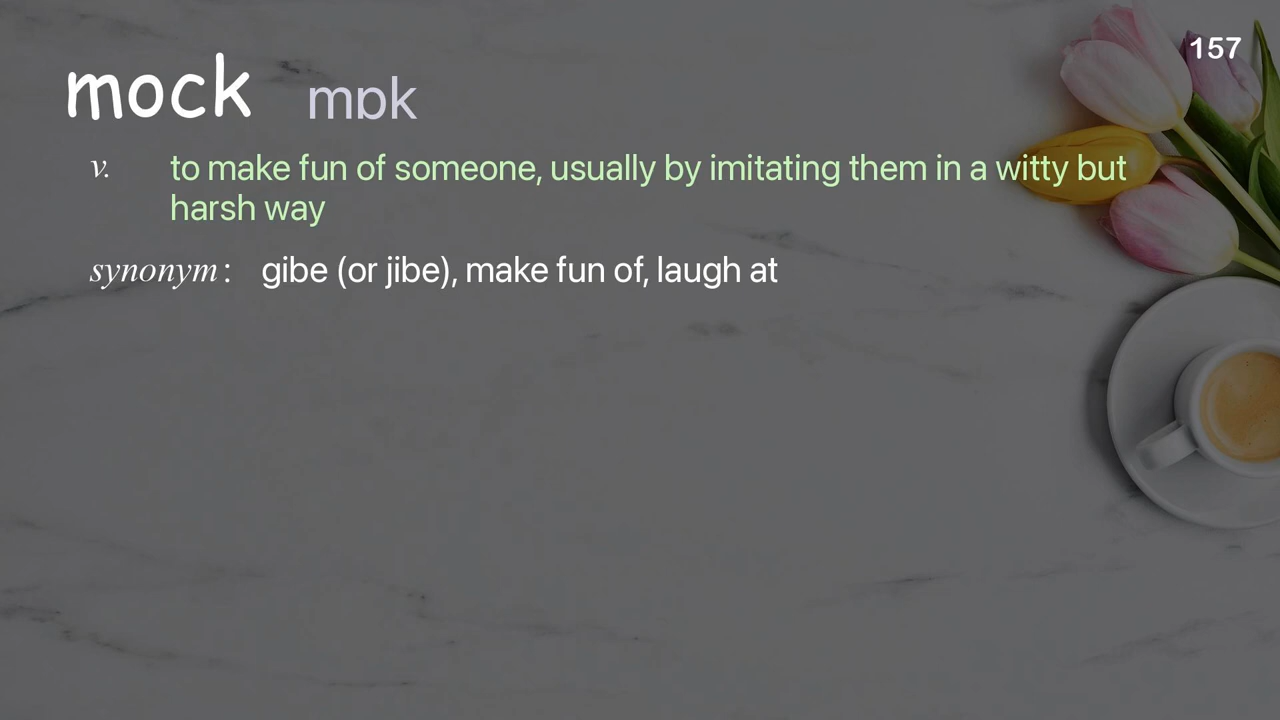 157
mock mɒk
v. to make fun of someone, usually by imitating them in a witty but
harsh way
synonym : gibe (or jibe), make fun of, laugh at